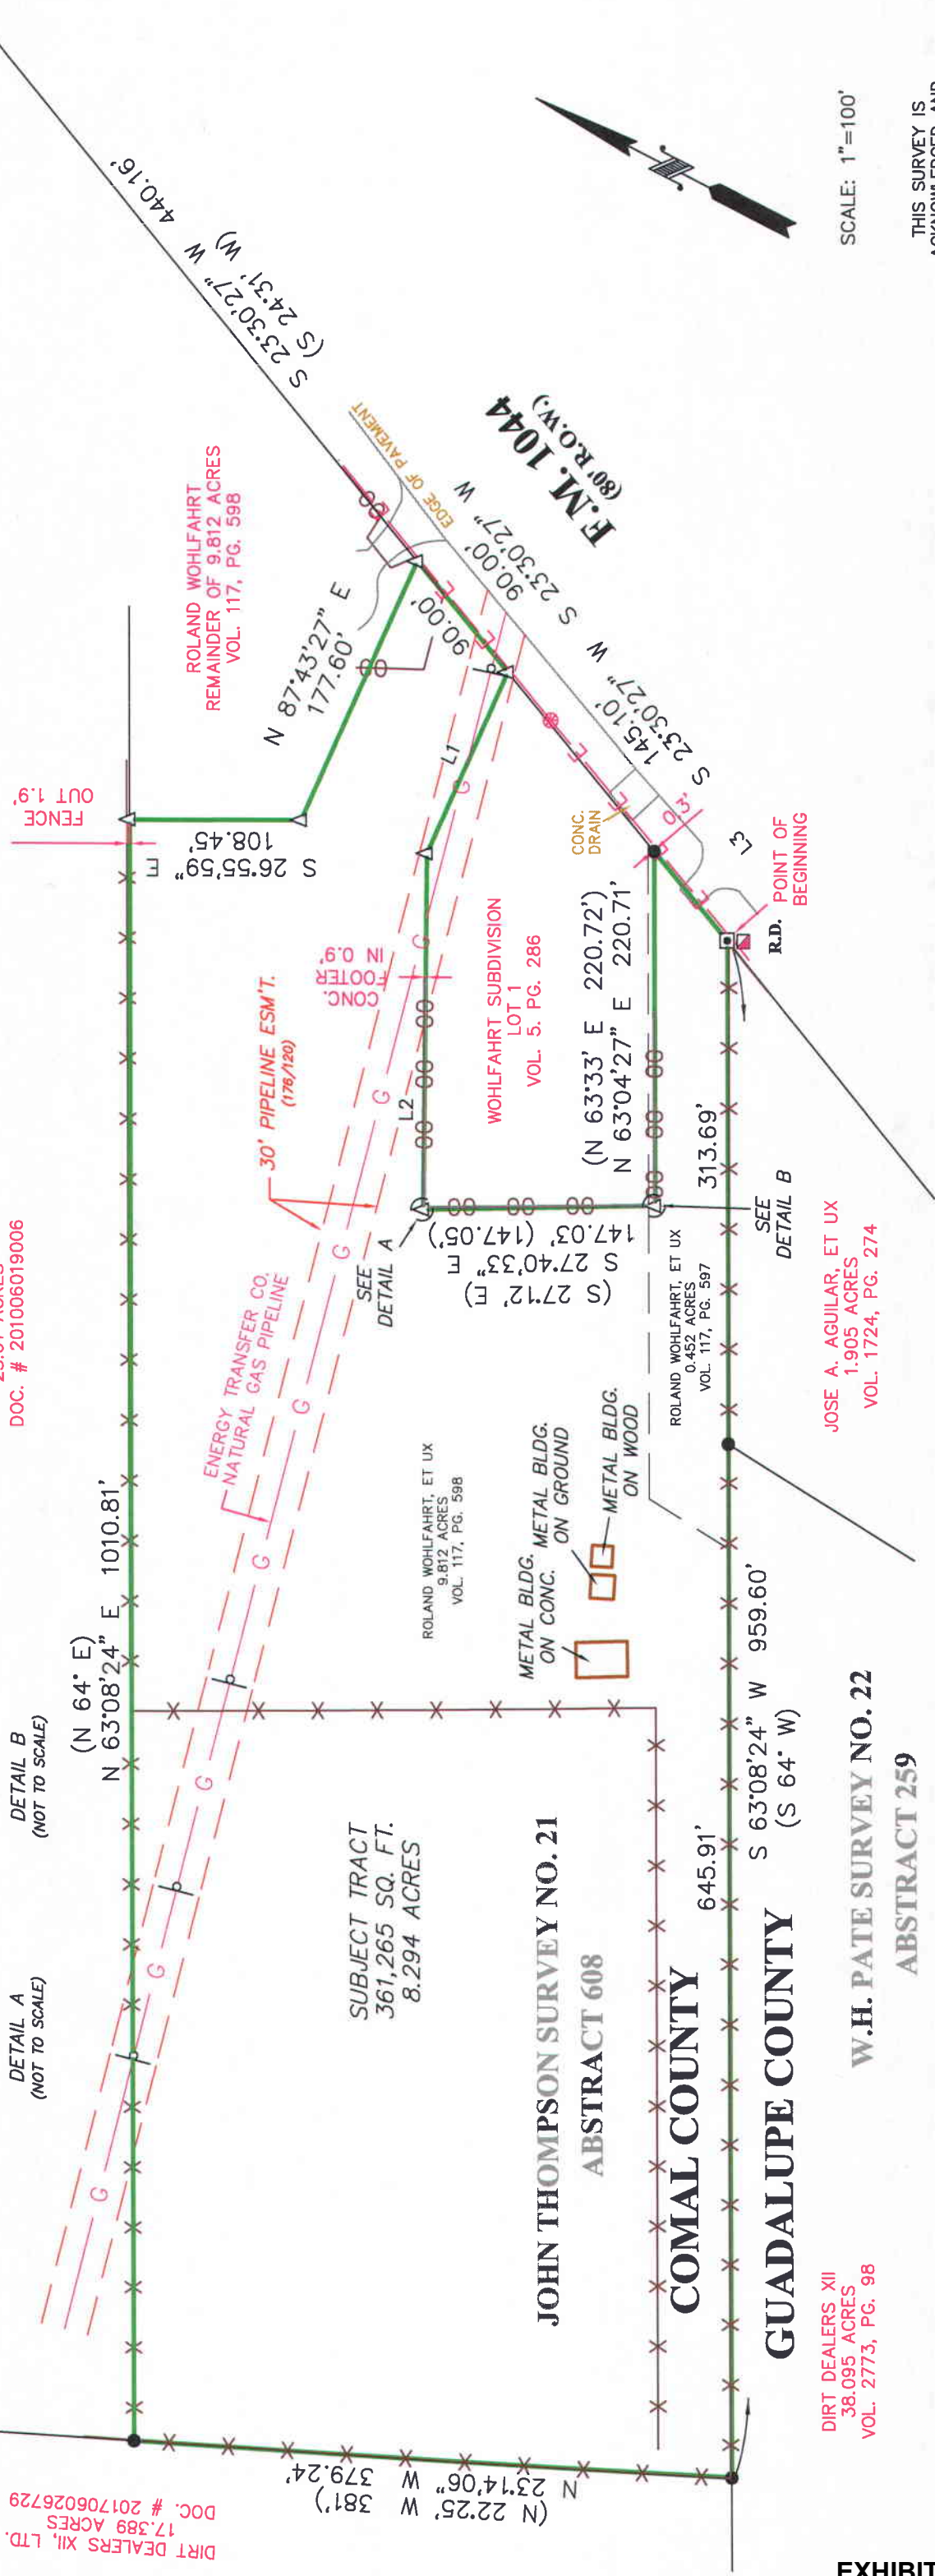 DIRT DEALERS XII, LTD.
17.389 ACRES
DOC. # 201706026729
DETAIL A
(NOT TO SCALE)
DETAIL B
(NOT TO SCALE)
DOC. # 201006019006
(N 64° E)
N 63°08'24" E 1010.81'
FENCE
OUT 1.9'
S 26°55'59" E
108.45'
ROLAND WOHLFAHRT
REMAINDER OF 9.812 ACRES
VOL. 117, PG. 598
N 87°43'27" E
177.60'
S 23°30'27" W 440.16'
(S 24°31' W)
EDGE OF PAVEMENT
EDGE OF PAVEMENT
F.M. 1044
(80' R.O.W.)
90.00'
90.00'
S 23°30'27" W
145.10'
S 23°30'27" W
0.3'
L1
L2
L3
CONC.
DRAIN
POINT OF
BEGINNING
R.D.
CONC.
FOOTER
IN 0.9'
30' PIPELINE ESM'T.
(176/120)
ENERGY TRANSFER CO.
NATURAL GAS PIPELINE
SEE
DETAIL A
WOHLFAHRT SUBDIVISION
LOT 1
VOL. 5. PG. 286
(N 63°33' E 220.72')
N 63°04'27" E 220.71'
(S 27°12' E)
S 27°40'33" E
147.03' (147.05')
ROLAND WOHLFAHRT, ET UX
0.452 ACRES
VOL. 117, PG. 597
313.69'
SEE
DETAIL B
ROLAND WOHLFAHRT, ET UX
9.812 ACRES
VOL. 117, PG. 598
METAL BLDG.
ON CONC.
METAL BLDG.
ON GROUND
METAL BLDG.
ON WOOD
SUBJECT TRACT
361,265 SQ. FT.
8.294 ACRES
JOHN THOMPSON SURVEY NO. 21
ABSTRACT 608
(N 22°25' W 381')
N 23°14'06" W 379.24'
COMAL COUNTY
645.91'
GUADALUPE COUNTY
S 63°08'24" W 959.60'
(S 64° W)
JOSE A. AGUILAR, ET UX
1.905 ACRES
VOL. 1724, PG. 274
DIRT DEALERS XII
38.095 ACRES
VOL. 2773, PG. 98
W.H. PATE SURVEY NO. 22
ABSTRACT 259
SCALE: 1"=100'
THIS SURVEY IS
G G G G G G G G G
E E E E
EXHIBIT